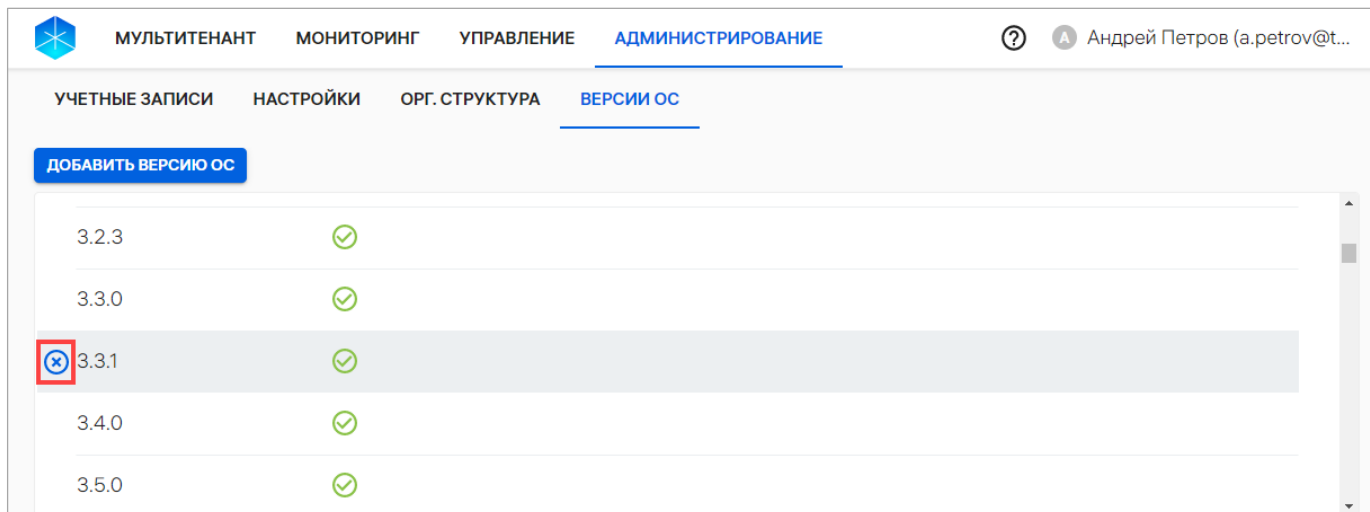 МУЛЬТИТЕНАНТ МОНИТОРИНГ УПРАВЛЕНИЕ АДМИНИСТРИРОВАНИЕ ? А Андрей Петров (a.petrov@t...
УЧЕТНЫЕ ЗАПИСИ НАСТРОЙКИ ОРГ. СТРУКТУРА ВЕРСИИ ОС
ДОБАВИТЬ ВЕРСИЮ ОС
3.2.3
3.3.0
3.3.1
3.4.0
3.5.0